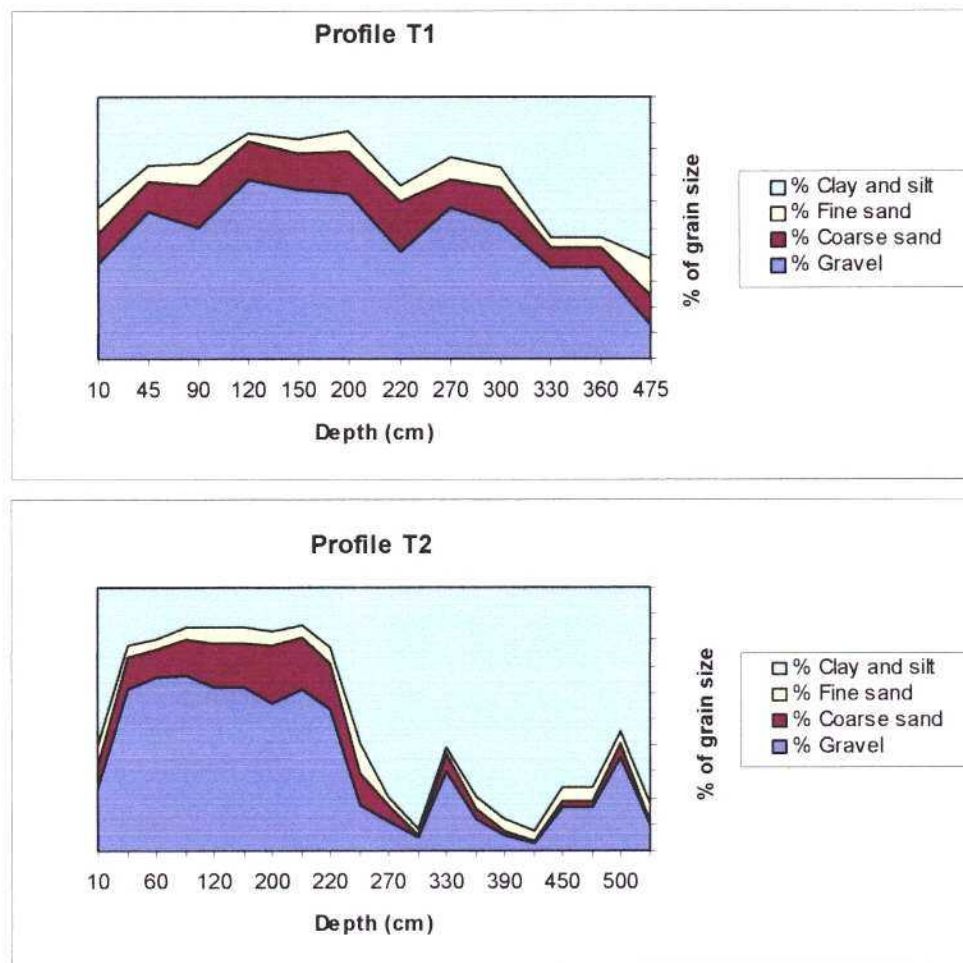 Profile T1
% of grain size
% Clay and silt
% Fine sand
% Coarse sand
% Gravel
10 45 90 120 150 200 220 270 300 330 360 475
Depth (cm)
Profile T2
% of grain size
% Clay and silt
% Fine sand
% Coarse sand
% Gravel
10 60 120 200 220 270 330 390 450 500
Depth (cm)